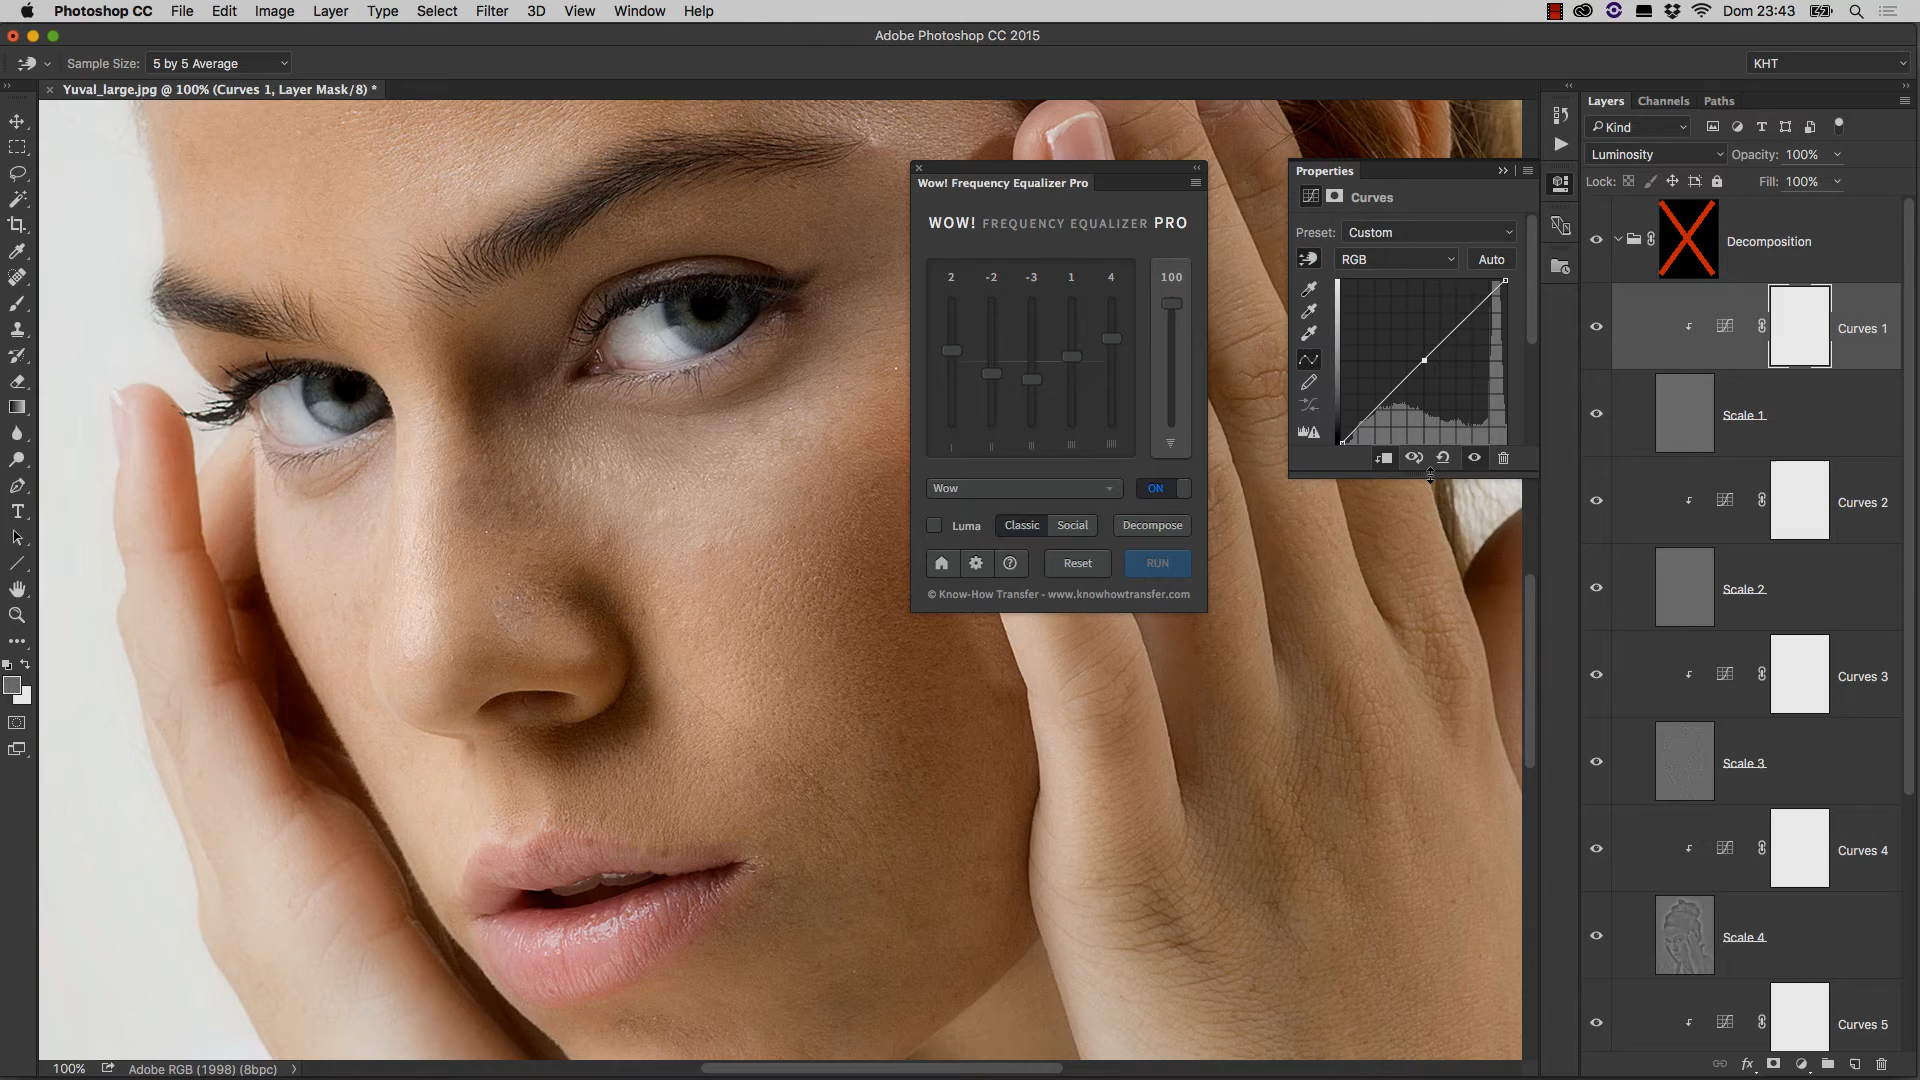 Photoshop CC File Edit Image Layer Type Select Filter 3D View Window Help Dom 23:43
Adobe Photoshop CC 2015
Sample Size: 5 by 5 Average KHT
Yuval_large.jpg @ 100% (Curves 1, Layer Mask/8) *
Layers Channels Paths
Kind
Luminosity Opacity: 100%
Lock: Fill: 100%
Decomposition
Curves 1
Scale 1
Curves 2
Scale 2
Curves 3
Scale 3
Curves 4
Scale 4
Curves 5
Wow! Frequency Equalizer Pro
WOW! FREQUENCY EQUALIZER PRO
2 -2 -3 1 4 100
Wow ON
Luma Classic Social Decompose
Reset RUN
© Know-How Transfer - www.knowhowtransfer.com
Properties
Curves
Preset: Custom
RGB Auto
100% Adobe RGB (1998) (8bpc)